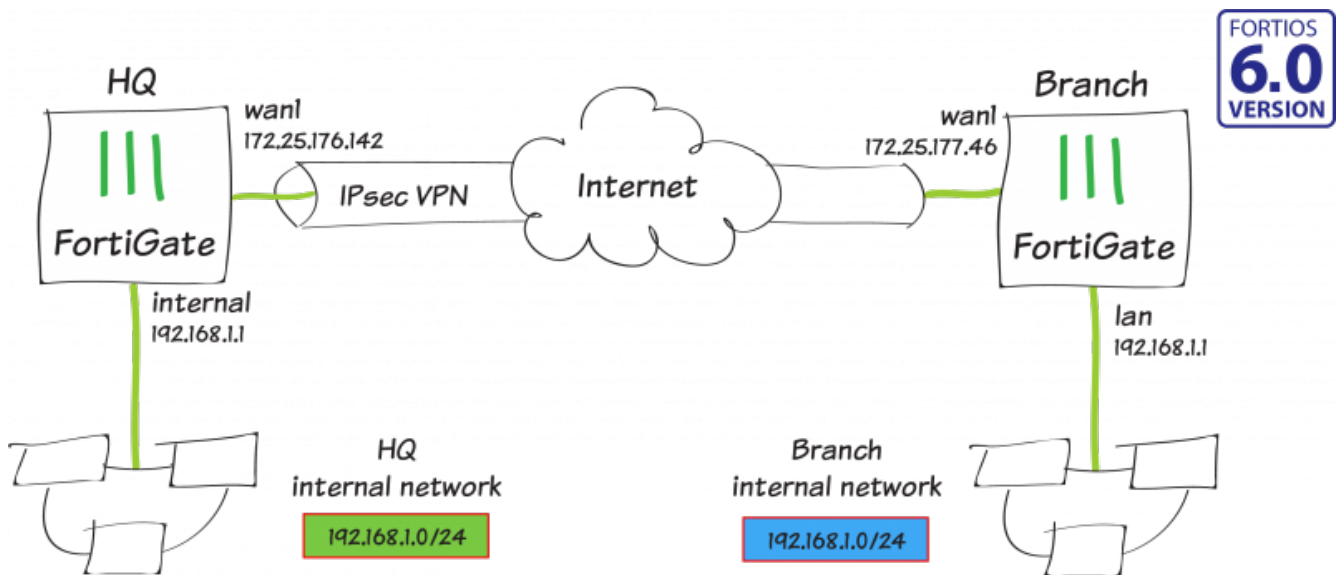 FORTIOS
6.0
VERSION
HQ
wan1
172.25.176.142
FortiGate
IPsec VPN
Internet
Branch
wan1
172.25.177.46
FortiGate
internal
192.168.1.1
lan
192.168.1.1
HQ
internal network
192.168.1.0/24
Branch
internal network
192.168.1.0/24